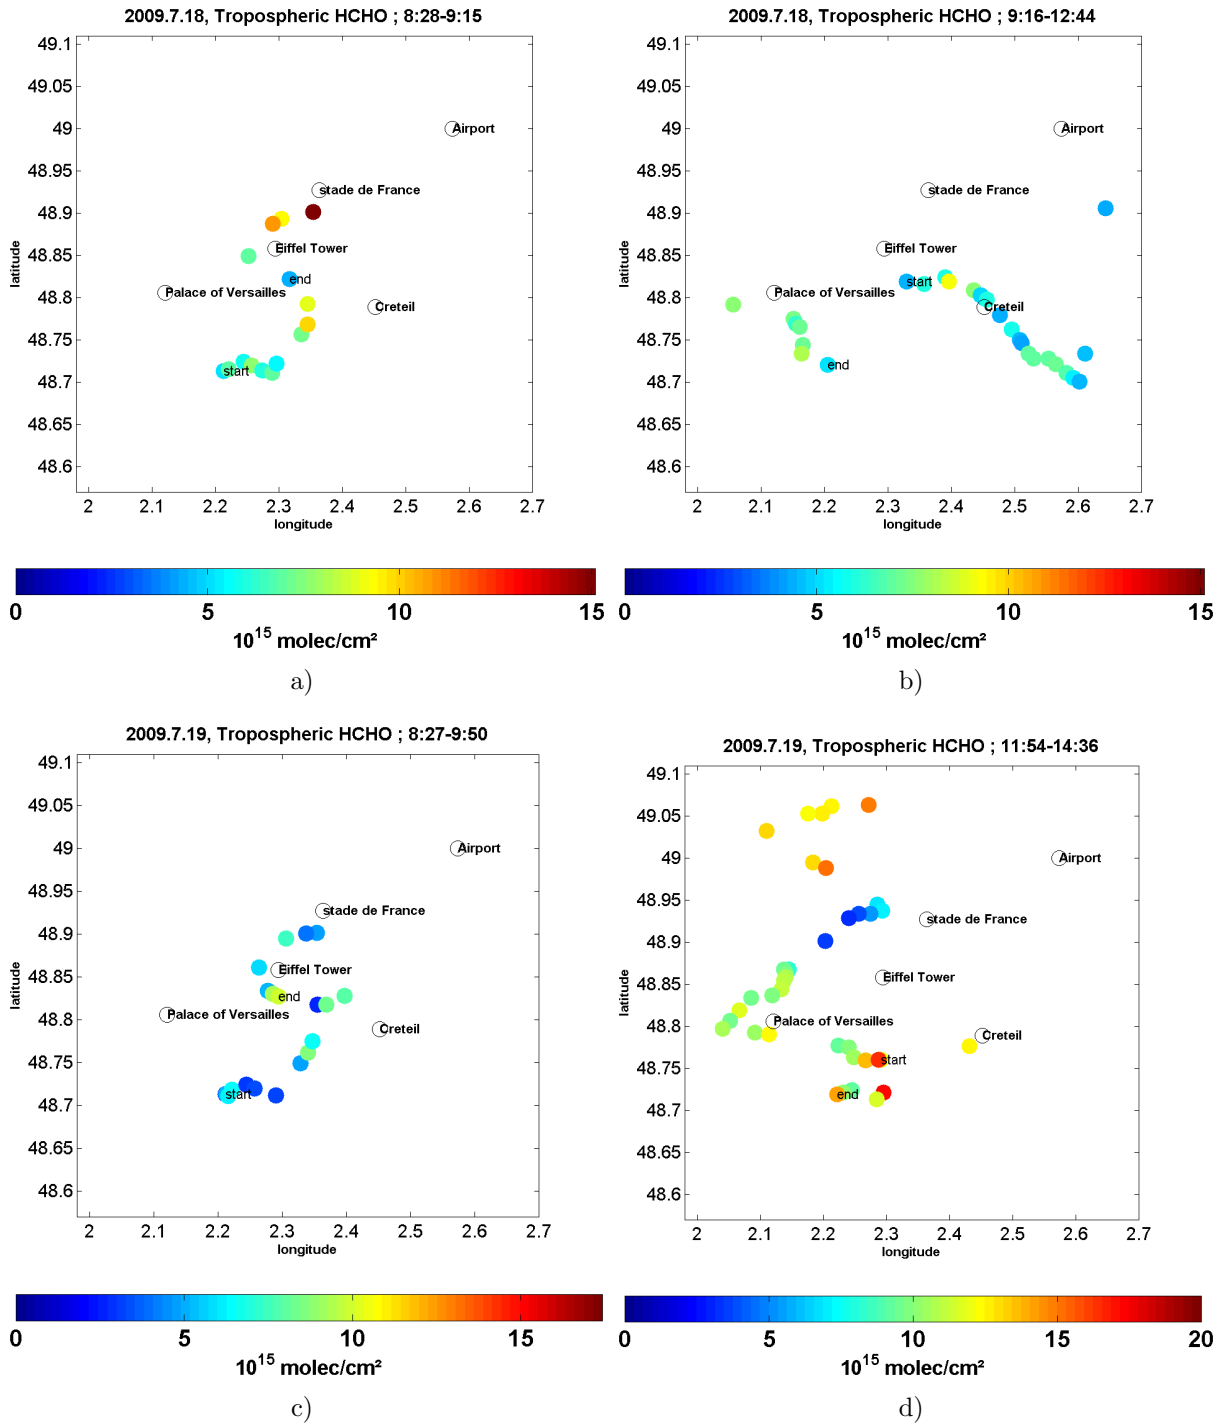 2009.7.18, Tropospheric HCHO ; 8:28-9:15
49.1
49.05
49
48.95
48.9
48.85
48.8
48.75
48.7
48.65
48.6
latitude
Airport
stade de France
Eiffel Tower
end
Palace of Versailles
Creteil
start
2 2.1 2.2 2.3 2.4 2.5 2.6 2.7
longitude
0 5 10 15
10^15 molec/cm²
a)
2009.7.18, Tropospheric HCHO ; 9:16-12:44
49.1
49.05
49
48.95
48.9
48.85
48.8
48.75
48.7
48.65
48.6
latitude
Airport
stade de France
Eiffel Tower
start
Palace of Versailles
Creteil
end
2 2.1 2.2 2.3 2.4 2.5 2.6 2.7
longitude
0 5 10 15
10^15 molec/cm²
b)
2009.7.19, Tropospheric HCHO ; 8:27-9:50
49.1
49.05
49
48.95
48.9
48.85
48.8
48.75
48.7
48.65
48.6
latitude
Airport
stade de France
Eiffel Tower
end
Palace of Versailles
Creteil
start
2 2.1 2.2 2.3 2.4 2.5 2.6 2.7
longitude
0 5 10 15
10^15 molec/cm²
c)
2009.7.19, Tropospheric HCHO ; 11:54-14:36
49.1
49.05
49
48.95
48.9
48.85
48.8
48.75
48.7
48.65
48.6
latitude
Airport
stade de France
Eiffel Tower
Palace of Versailles
Creteil
start
end
2 2.1 2.2 2.3 2.4 2.5 2.6 2.7
longitude
0 5 10 15 20
10^15 molec/cm²
d)